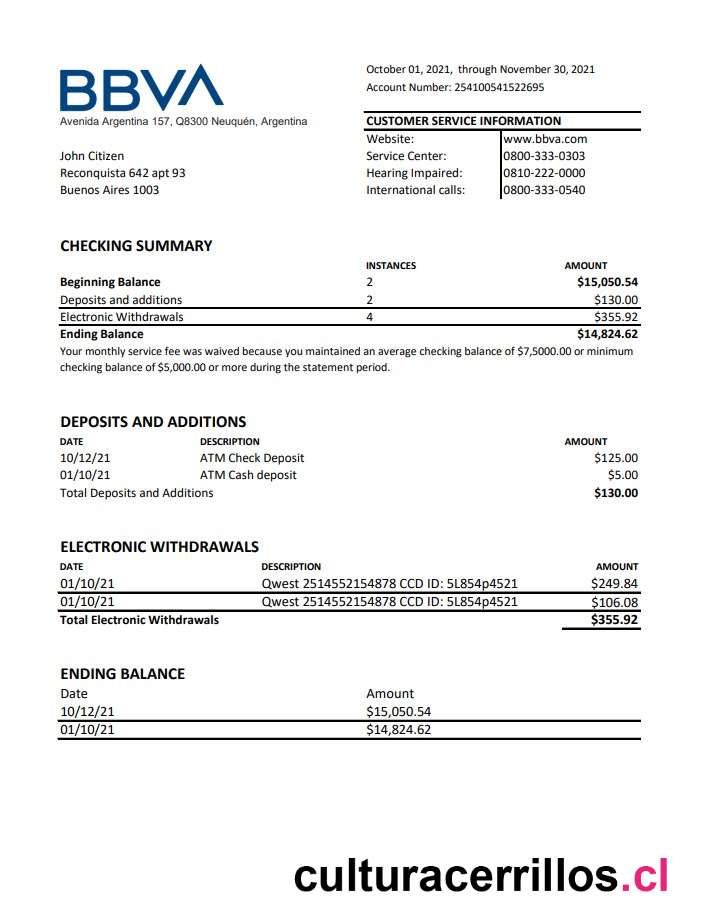 BBVA
Avenida Argentina 157, Q8300 Neuquén, Argentina
October 01, 2021, through November 30, 2021
Account Number: 254100541522695
CUSTOMER SERVICE INFORMATION
Website: www.bbva.com
Service Center: 0800-333-0303
Hearing Impaired: 0810-222-0000
International calls: 0800-333-0540
John Citizen
Reconquista 642 apt 93
Buenos Aires 1003
CHECKING SUMMARY
INSTANCES AMOUNT
Beginning Balance 2 $15,050.54
Deposits and additions 2 $130.00
Electronic Withdrawals 4 $355.92
Ending Balance $14,824.62
Your monthly service fee was waived because you maintained an average checking balance of $7,5000.00 or minimum
checking balance of $5,000.00 or more during the statement period.
DEPOSITS AND ADDITIONS
DATE DESCRIPTION AMOUNT
10/12/21 ATM Check Deposit $125.00
01/10/21 ATM Cash deposit $5.00
Total Deposits and Additions $130.00
ELECTRONIC WITHDRAWALS
DATE DESCRIPTION AMOUNT
01/10/21 Qwest 2514552154878 CCD ID: 5L854p4521 $249.84
01/10/21 Qwest 2514552154878 CCD ID: 5L854p4521 $106.08
Total Electronic Withdrawals $355.92
ENDING BALANCE
Date Amount
10/12/21 $15,050.54
01/10/21 $14,824.62
culturacerrillos.cl